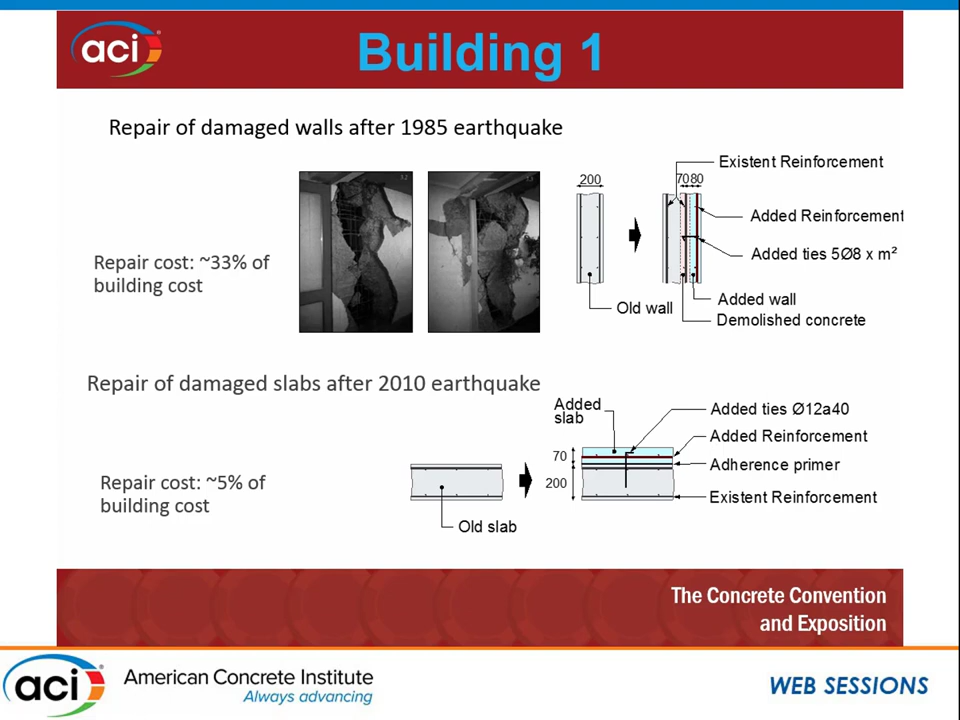 aci
Building 1
Repair of damaged walls after 1985 earthquake
Repair cost: ~33% of
building cost
200
7080
Existent Reinforcement
Added Reinforcement
Added ties 5Ø8 x m²
Added wall
Demolished concrete
Old wall
Repair of damaged slabs after 2010 earthquake
Repair cost: ~5% of
building cost
Old slab
Added
slab
70
200
Added ties Ø12a40
Added Reinforcement
Adherence primer
Existent Reinforcement
The Concrete Convention
and Exposition
aci
American Concrete Institute
Always advancing
WEB SESSIONS